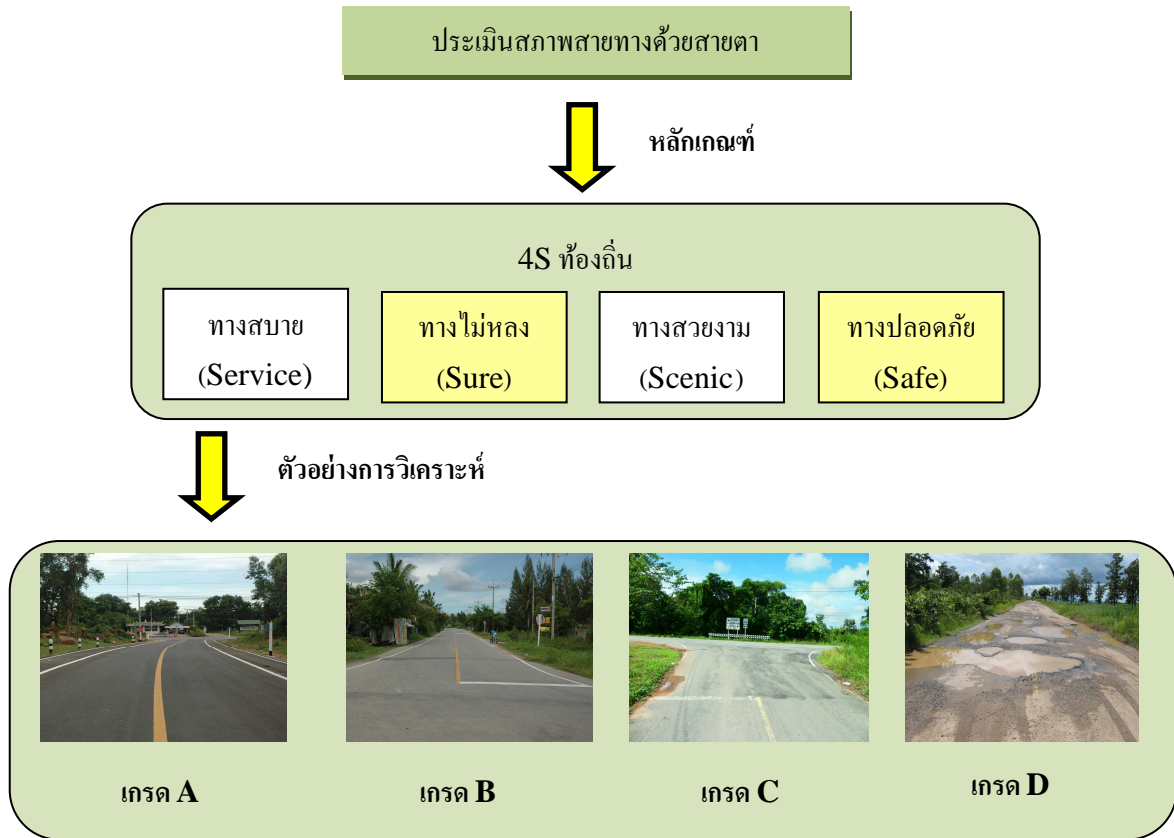 ประเมินสภาพสายทางด้วยสายตา
หลักเกณฑ์
4S ท้องถิ่น
ทางสบาย
(Service)
ทางไม่หลง
(Sure)
ทางสวยงาม
(Scenic)
ทางปลอดภัย
(Safe)
ตัวอย่างการวิเคราะห์
เกรด A
เกรด B
เกรด C
เกรด D